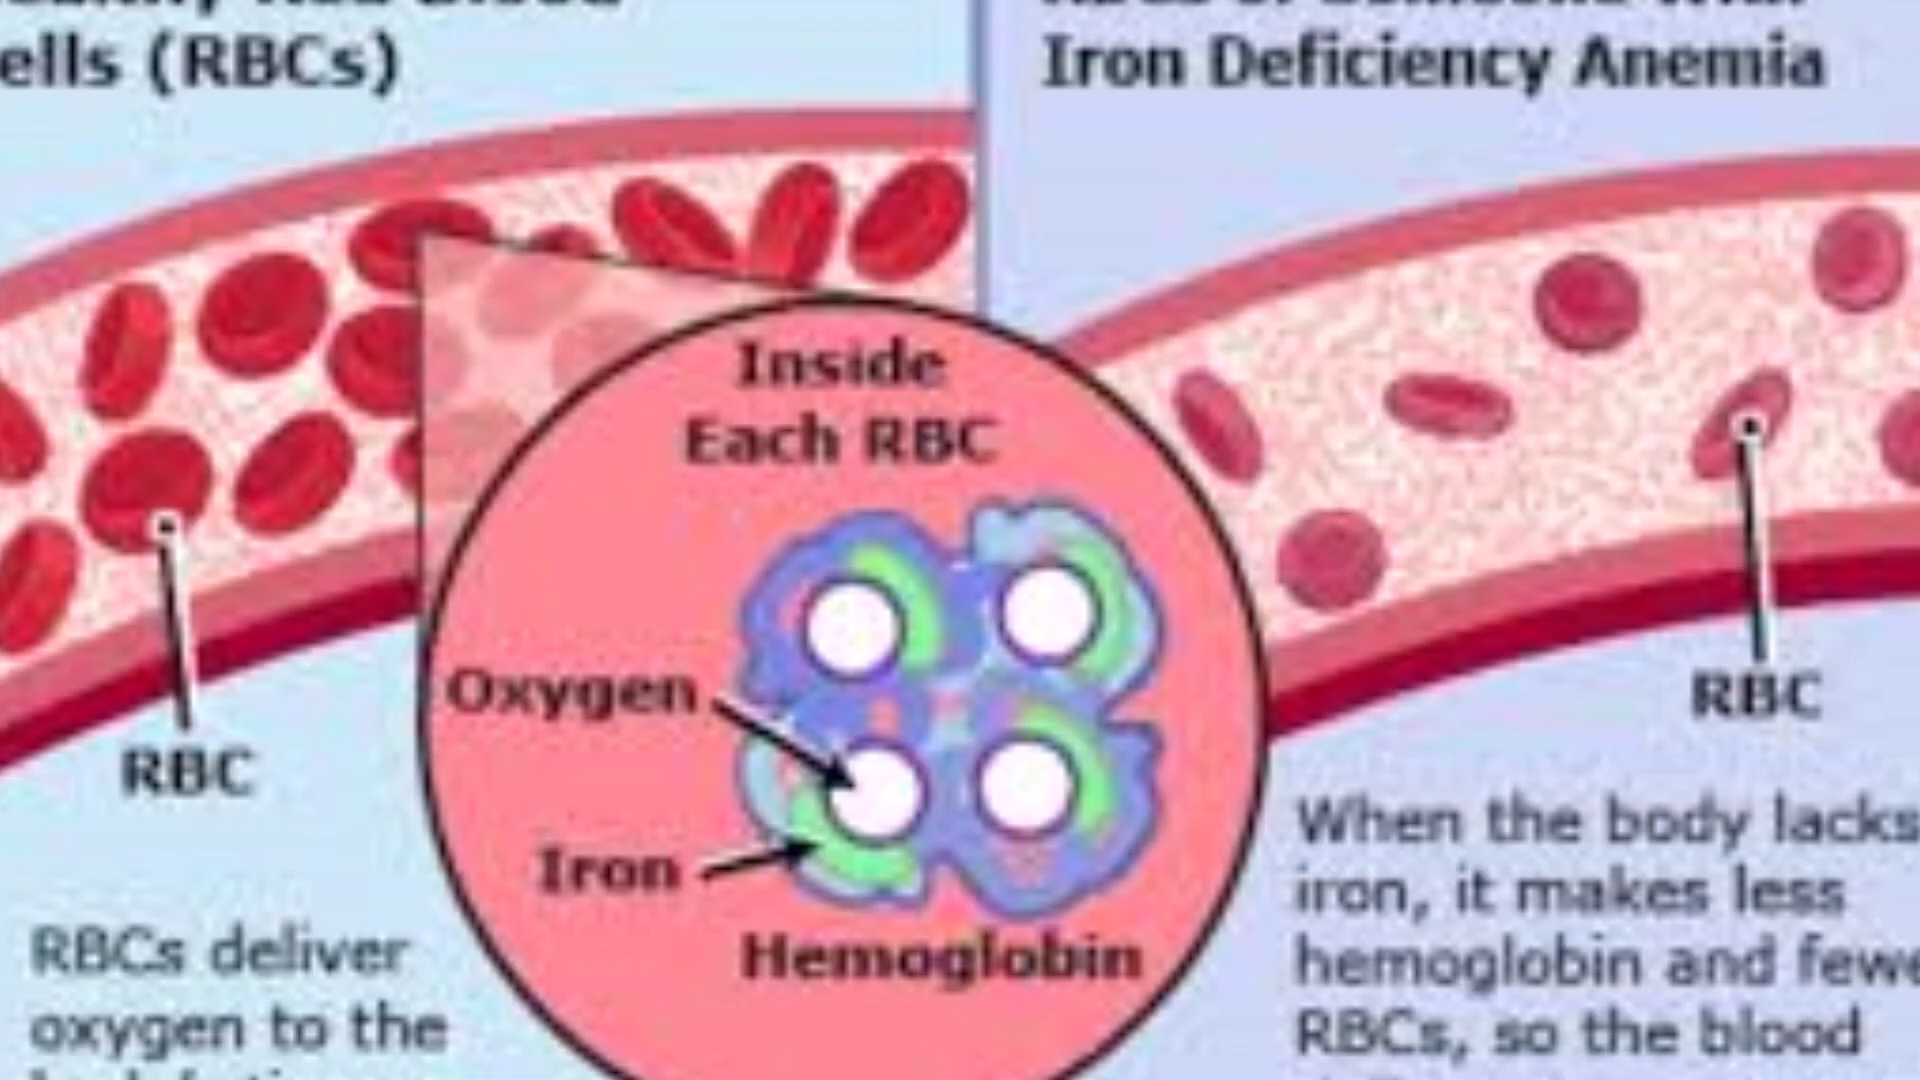 ells (RBCs)
Iron Deficiency Anemia
Inside
Each RBC
Oxygen
Iron
Hemoglobin
RBC
RBCs deliver
oxygen to the
RBC
When the body lacks
iron, it makes less
hemoglobin and fewe
RBCs, so the blood